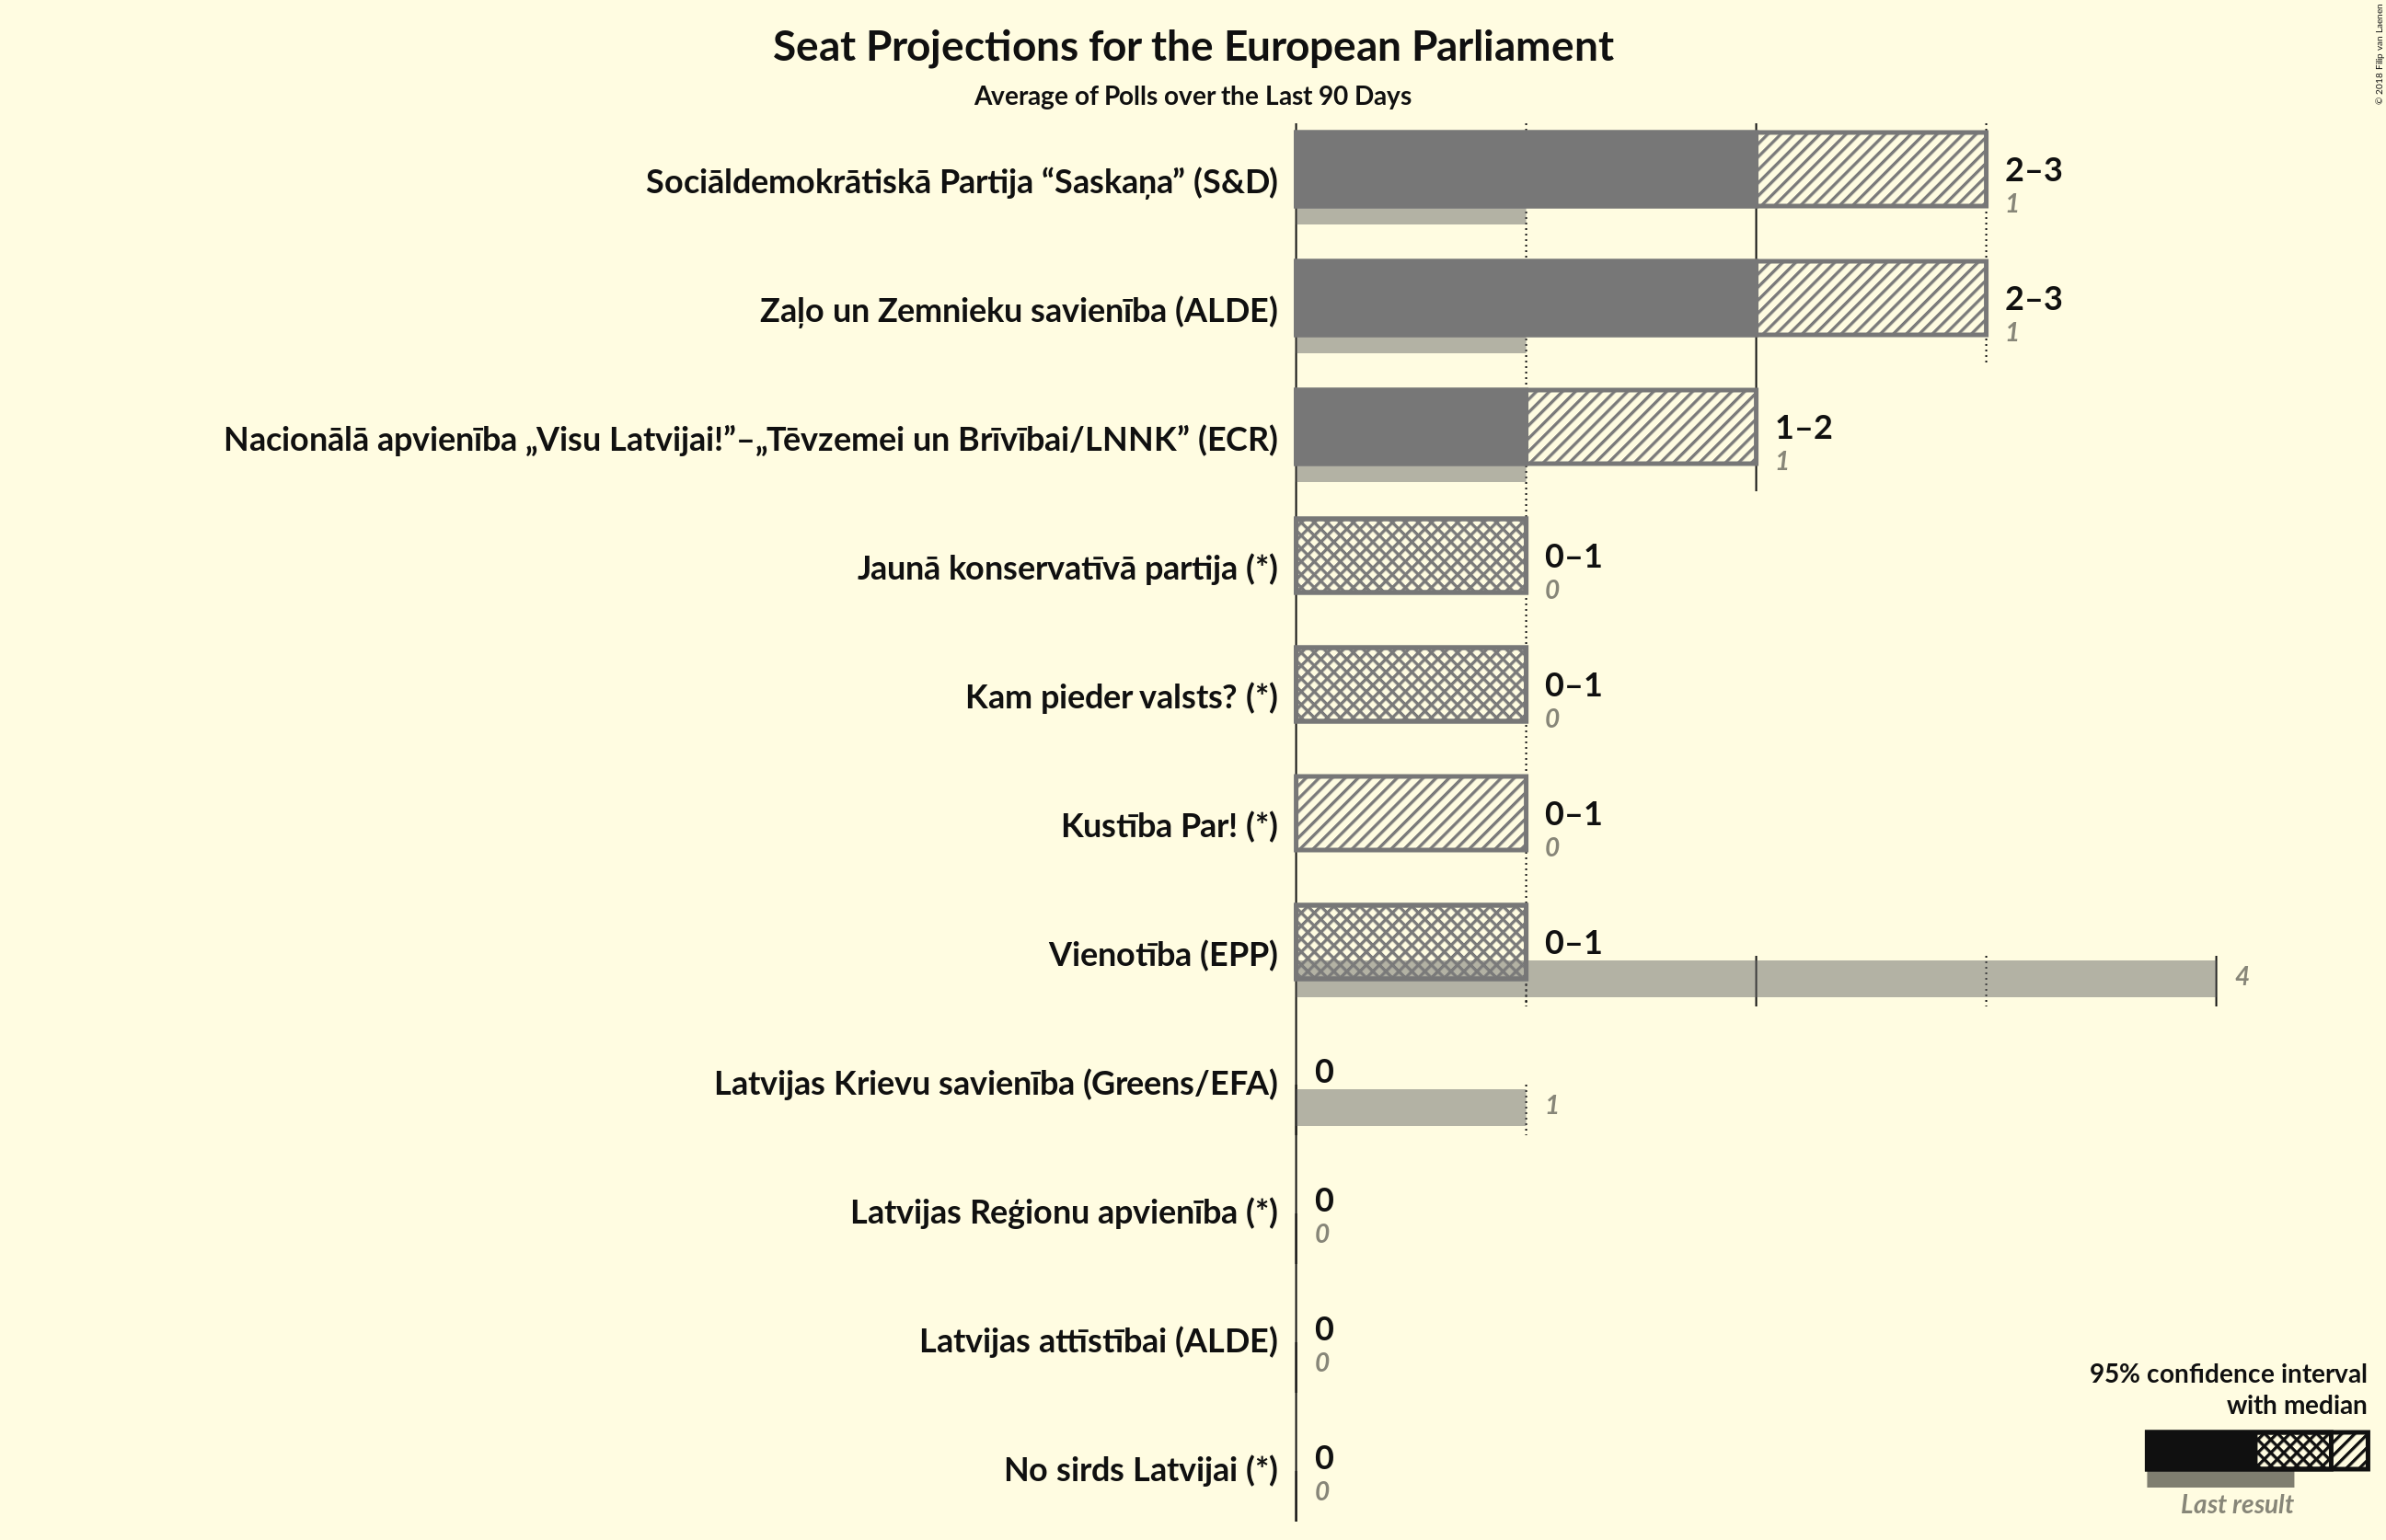 Seat Projections for the European Parliament
Average of Polls over the Last 90 Days
© 2018 Filip van Laenen
Sociāldemokrātiskā Partija “Saskaņa” (S&D)
2–3
1
Zaļo un Zemnieku savienība (ALDE)
2–3
1
Nacionālā apvienība „Visu Latvijai!”–„Tēvzemei un Brīvībai/LNNK” (ECR)
1–2
1
Jaunā konservatīvā partija (*)
0–1
0
Kam pieder valsts? (*)
0–1
0
Kustība Par! (*)
0–1
0
Vienotība (EPP)
0–1
4
Latvijas Krievu savienība (Greens/EFA)
0
1
Latvijas Reģionu apvienība (*)
0
0
Latvijas attīstībai (ALDE)
0
0
No sirds Latvijai (*)
0
0
95% confidence interval
with median
Last result